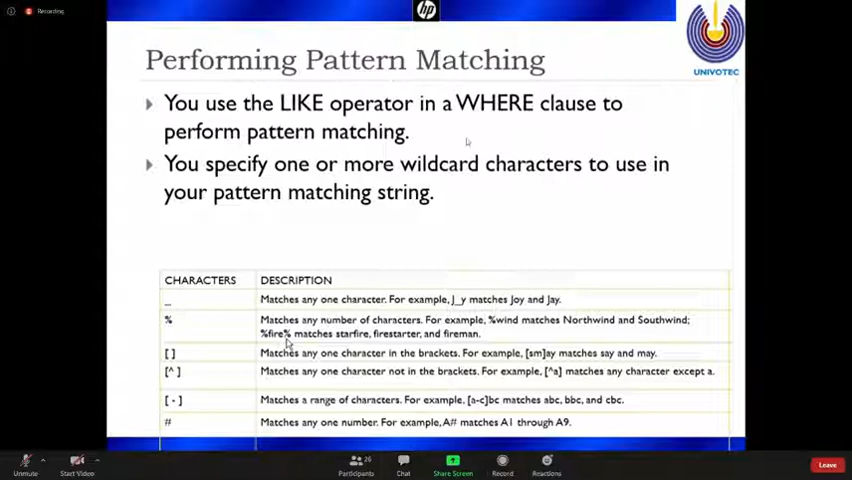 Recording
hp
UNIVOTEC
Performing Pattern Matching
You use the LIKE operator in a WHERE clause to
perform pattern matching.
You specify one or more wildcard characters to use in
your pattern matching string.
CHARACTERS DESCRIPTION
_ Matches any one character. For example, J_y matches Joy and Jay.
% Matches any number of characters. For example, %wind matches Northwind and Southwind;
%fire% matches starfire, firestarter, and fireman.
[ ] Matches any one character in the brackets. For example, [sm]ay matches say and may.
[^ ] Matches any one character not in the brackets. For example, [^a] matches any character except a.
[ - ] Matches a range of characters. For example, [a-c]bc matches abc, bbc, and cbc.
# Matches any one number. For example, A# matches A1 through A9.
Unmute Start Video Participants 26 Chat Share Screen Record Reactions Leave